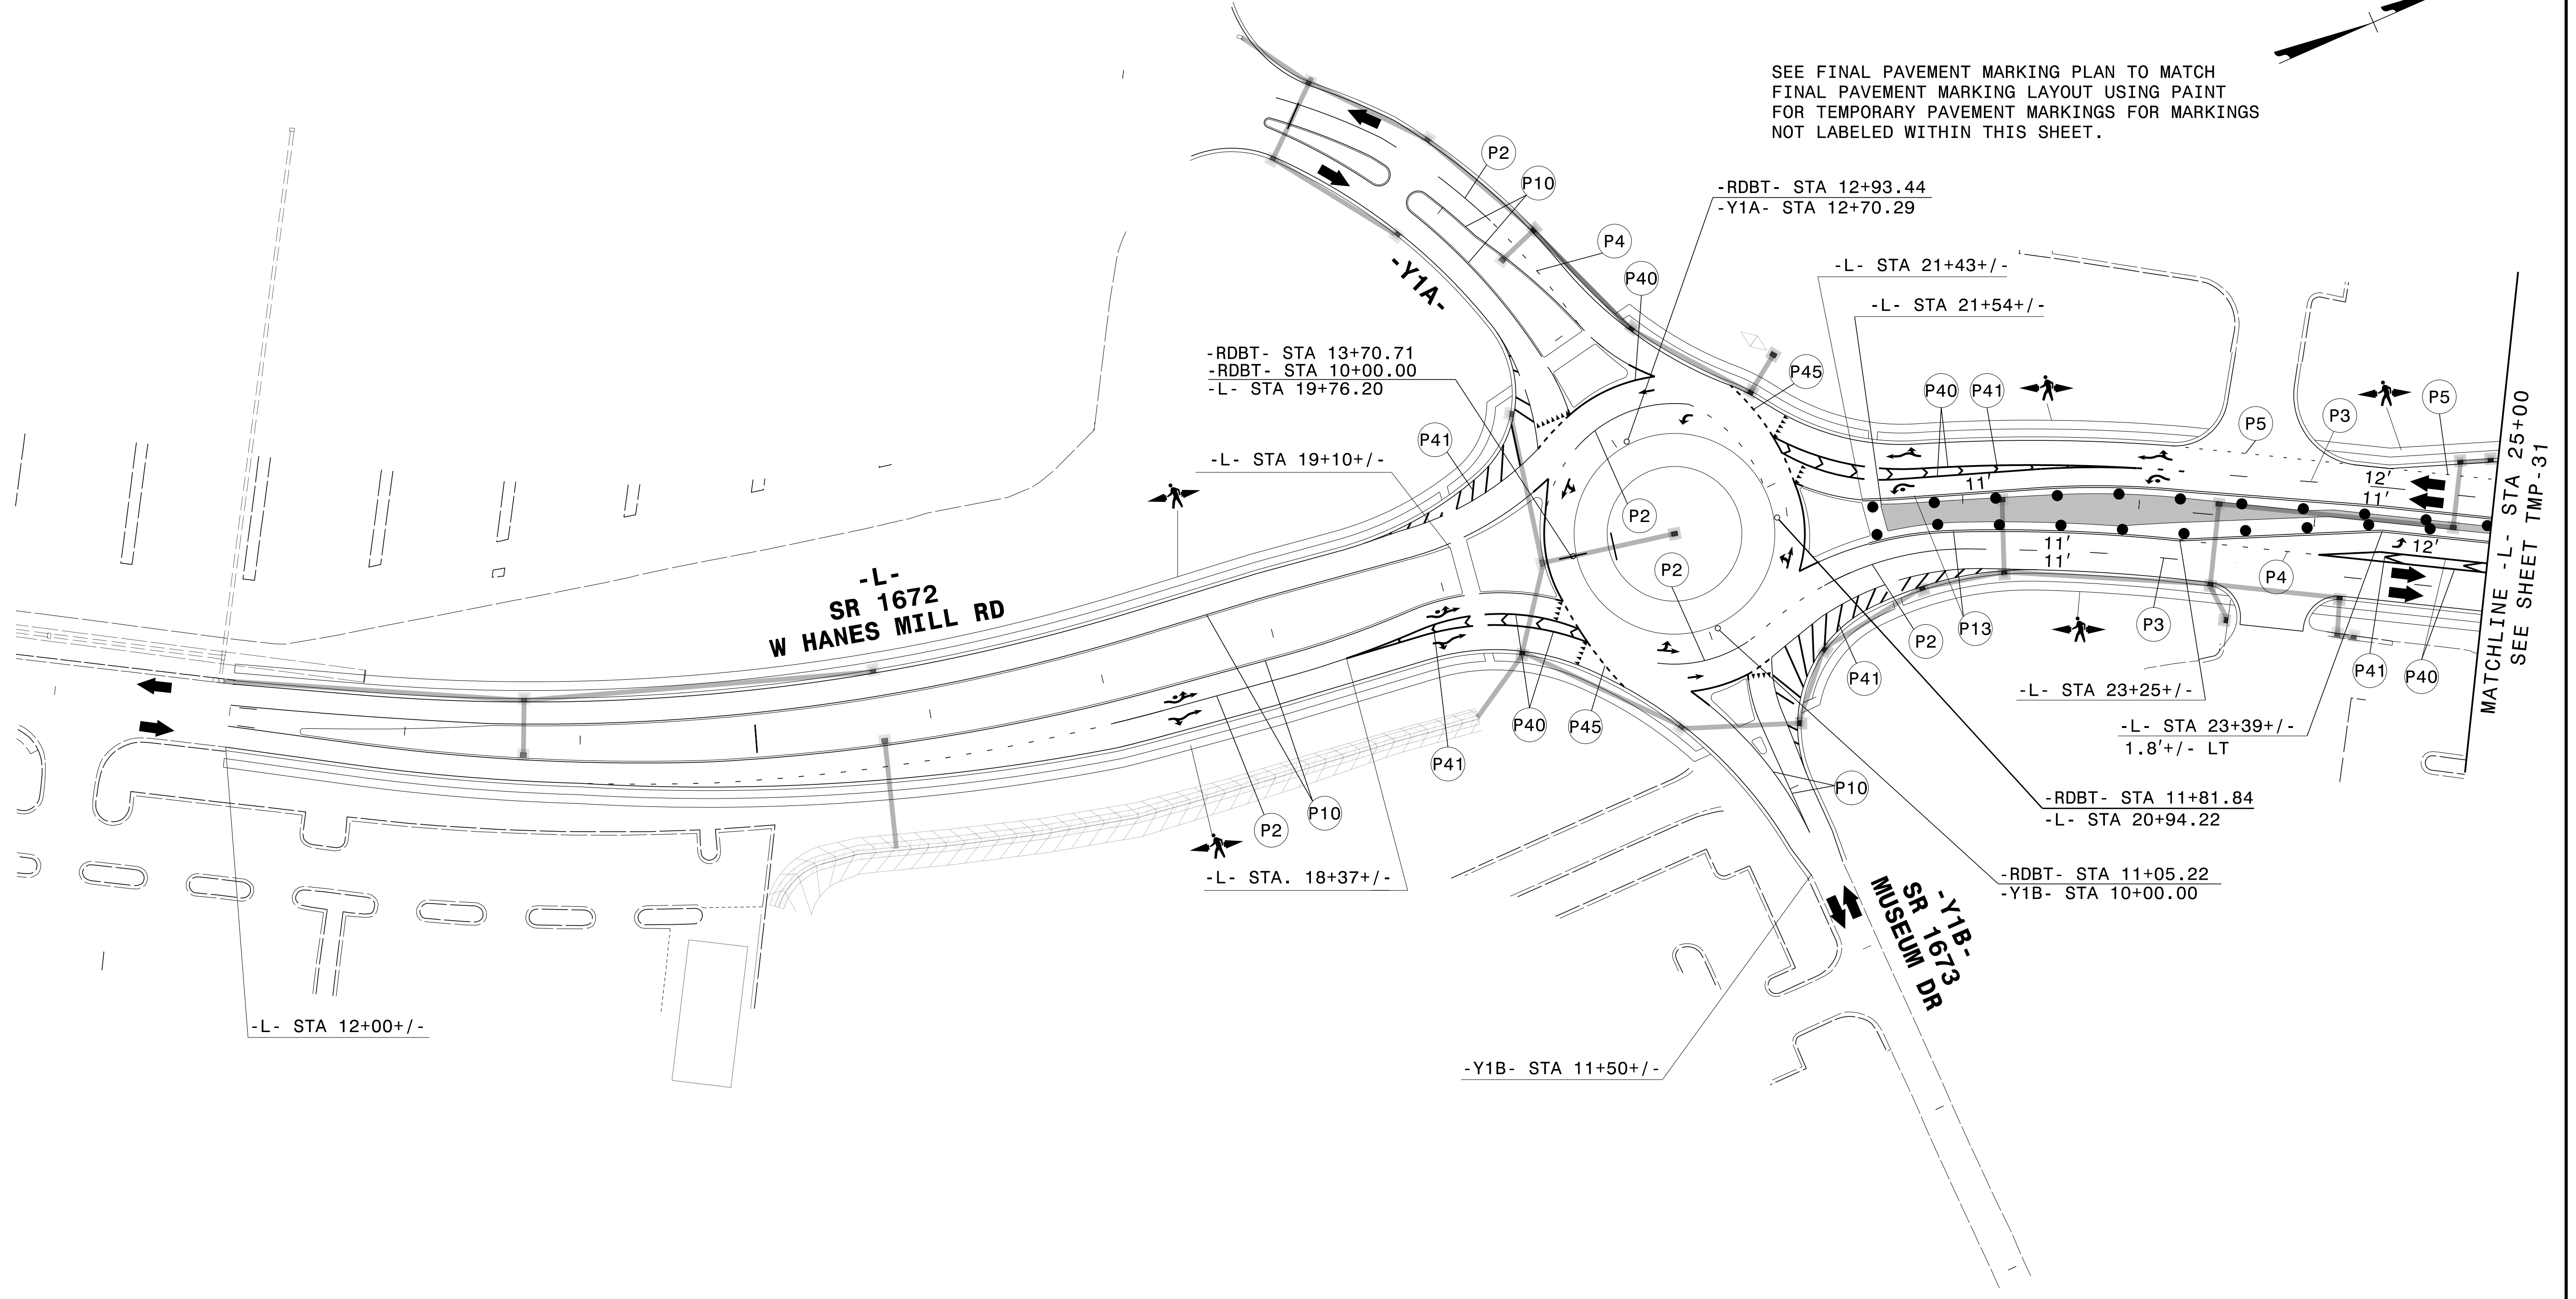 SEE FINAL PAVEMENT MARKING PLAN TO MATCH
FINAL PAVEMENT MARKING LAYOUT USING PAINT
FOR TEMPORARY PAVEMENT MARKINGS FOR MARKINGS
NOT LABELED WITHIN THIS SHEET.
P2
P10
-RDBT- STA 12+93.44
-Y1A- STA 12+70.29
P4
P40
-Y1A-
-L- STA 21+43+/-
-L- STA 21+54+/-
-RDBT- STA 13+70.71
-RDBT- STA 10+00.00
-L- STA 19+76.20
P45
P40
P41
P5
P3
P5
P41
-L- STA 19+10+/-
12'
11'
11'
P2
11'
11'
12'
P2
P4
-L-
SR 1672
W HANES MILL RD
P2
P13
P3
P41
P41
P40
-L- STA 23+25+/-
MATCHLINE -L- STA 25+00
SEE SHEET TMP-31
P40
P45
-L- STA 23+39+/-
1.8'+/- LT
P41
P10
P10
P2
-RDBT- STA 11+81.84
-L- STA 20+94.22
-L- STA. 18+37+/-
-RDBT- STA 11+05.22
-Y1B- STA 10+00.00
-Y1B-
SR 1673
MUSEUM DR
-L- STA 12+00+/-
-Y1B- STA 11+50+/-